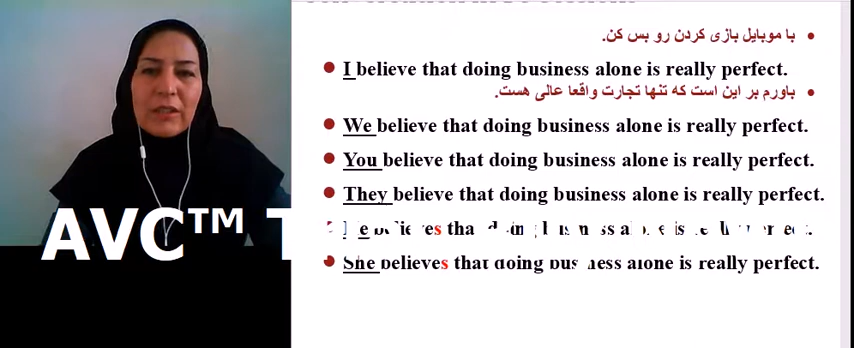 با موبایل بازی کردن رو بس کن.
I believe that doing business alone is really perfect.
باورم بر این است که تنها تجارت واقعا عالی هست.
We believe that doing business alone is really perfect.
You believe that doing business alone is really perfect.
They believe that doing business alone is really perfect.
She believes that doing business alone is really perfect.
AVC™ T